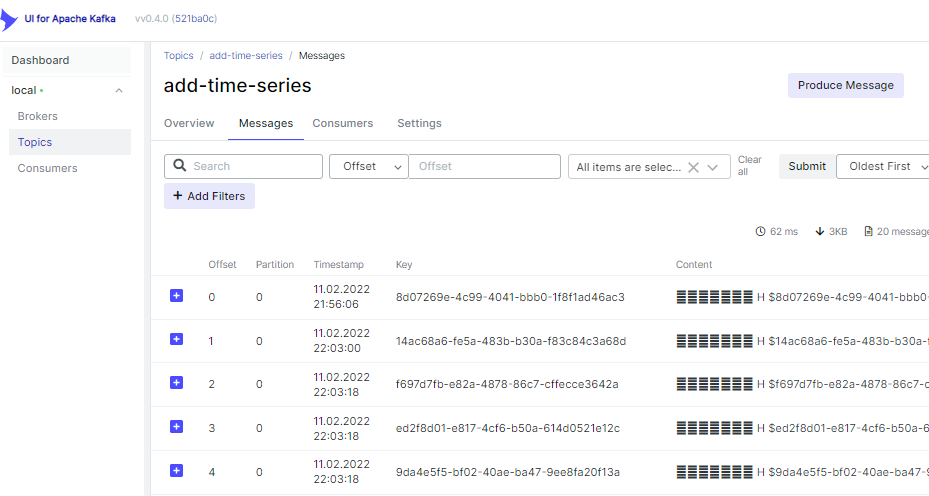 UI for Apache Kafka vv0.4.0 (521ba0c)
Dashboard
local
Brokers
Topics
Consumers
Topics / add-time-series / Messages
add-time-series
Produce Message
Overview Messages Consumers Settings
Search Offset Offset All items are selec... Clear all Submit Oldest First
+ Add Filters
62 ms 3KB 20 message
Offset Partition Timestamp Key Content
0 0 11.02.2022 21:56:06 8d07269e-4c99-4041-bbb0-1f8f1ad46ac3 H $8d07269e-4c99-4041-bbb0-
1 0 11.02.2022 22:03:00 14ac68a6-fe5a-483b-b30a-f83c84c3a68d H $14ac68a6-fe5a-483b-b30a-f
2 0 11.02.2022 22:03:18 f697d7fb-e82a-4878-86c7-cffecce3642a H $f697d7fb-e82a-4878-86c7-c
3 0 11.02.2022 22:03:18 ed2f8d01-e817-4cf6-b50a-614d0521e12c H $ed2f8d01-e817-4cf6-b50a-6
4 0 11.02.2022 22:03:18 9da4e5f5-bf02-40ae-ba47-9ee8fa20f13a H $9da4e5f5-bf02-40ae-ba47-9